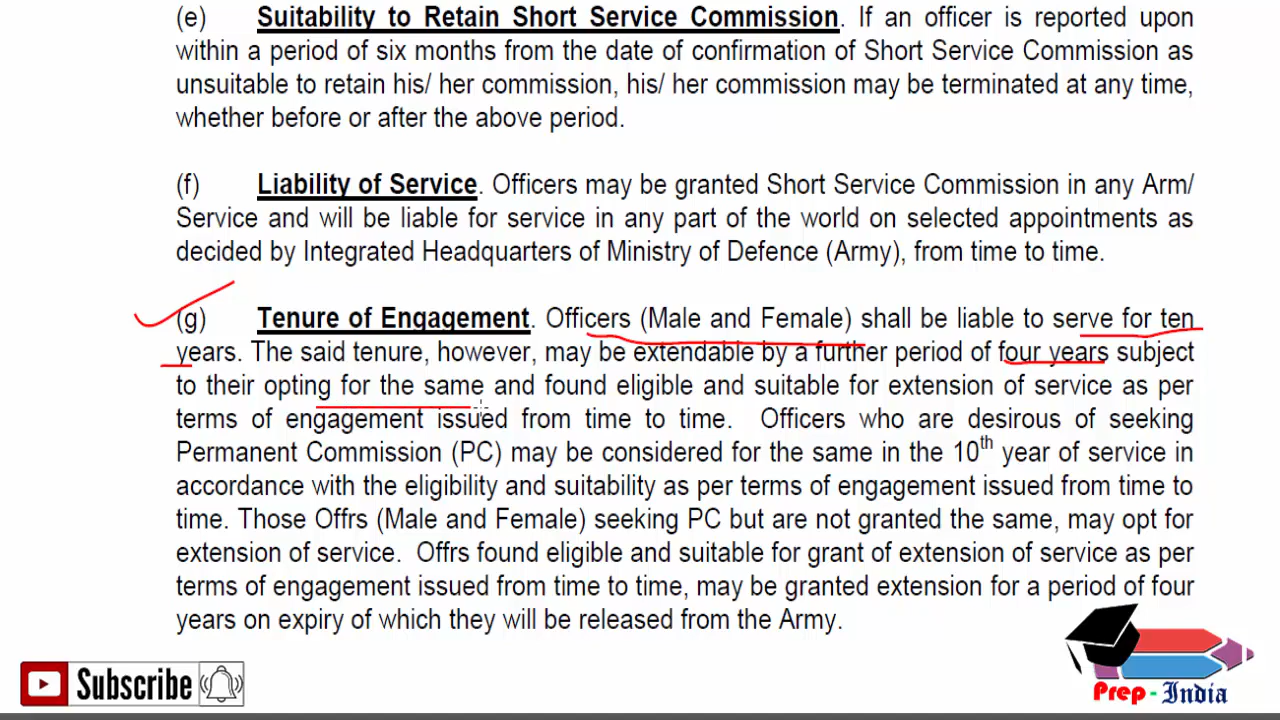 (e) Suitability to Retain Short Service Commission. If an officer is reported upon
within a period of six months from the date of confirmation of Short Service Commission as
unsuitable to retain his/ her commission, his/ her commission may be terminated at any time,
whether before or after the above period.
(f) Liability of Service. Officers may be granted Short Service Commission in any Arm/
Service and will be liable for service in any part of the world on selected appointments as
decided by Integrated Headquarters of Ministry of Defence (Army), from time to time.
(g) Tenure of Engagement. Officers (Male and Female) shall be liable to serve for ten
years. The said tenure, however, may be extendable by a further period of four years subject
to their opting for the same and found eligible and suitable for extension of service as per
terms of engagement issued from time to time. Officers who are desirous of seeking
Permanent Commission (PC) may be considered for the same in the 10th year of service in
accordance with the eligibility and suitability as per terms of engagement issued from time to
time. Those Offrs (Male and Female) seeking PC but are not granted the same, may opt for
extension of service. Offrs found eligible and suitable for grant of extension of service as per
terms of engagement issued from time to time, may be granted extension for a period of four
years on expiry of which they will be released from the Army.
Subscribe
Prep - India